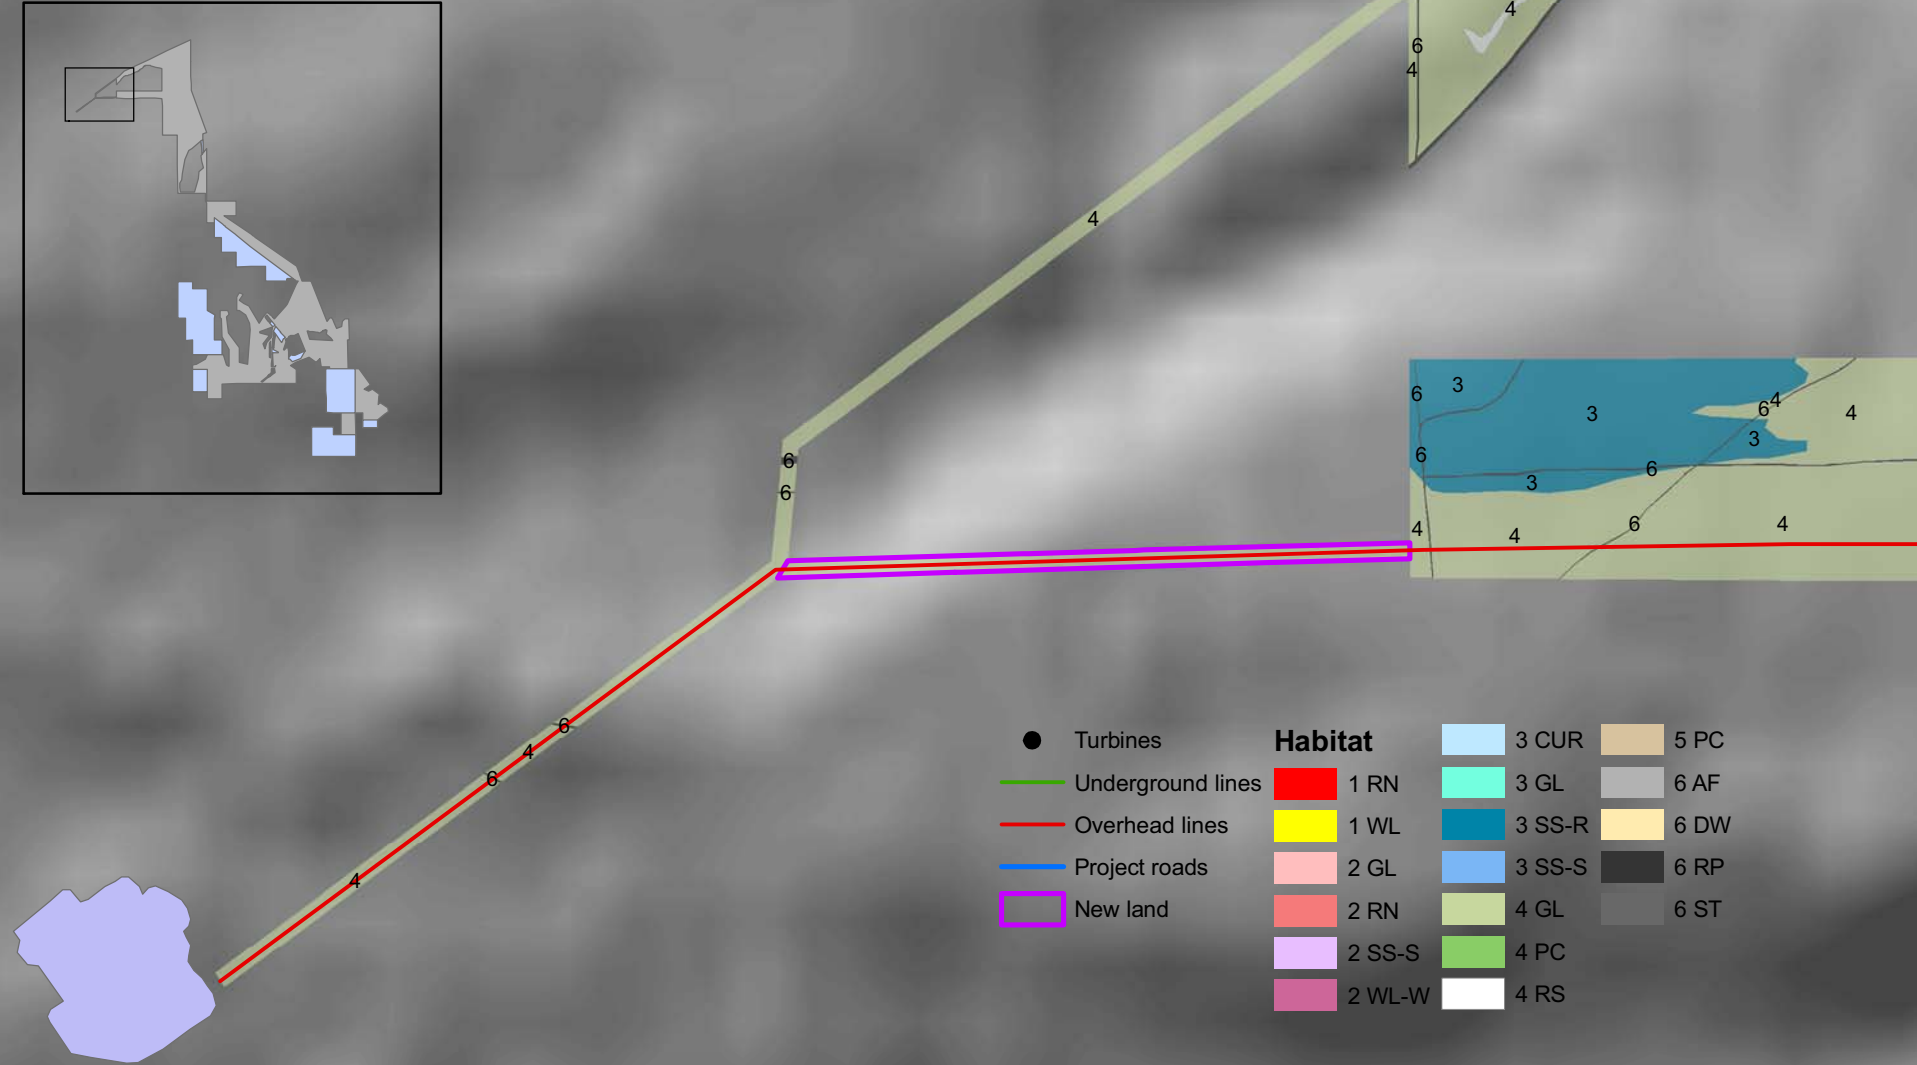 4
6
4
4
6
3
3
6
4
4
3
6
6
3
6
6
6
4
4
6
4
6
4
6
4
Turbines
Underground lines
Overhead lines
Project roads
New land
Habitat
1 RN
1 WL
2 GL
2 RN
2 SS-S
2 WL-W
3 CUR
3 GL
3 SS-R
3 SS-S
4 GL
4 PC
4 RS
5 PC
6 AF
6 DW
6 RP
6 ST